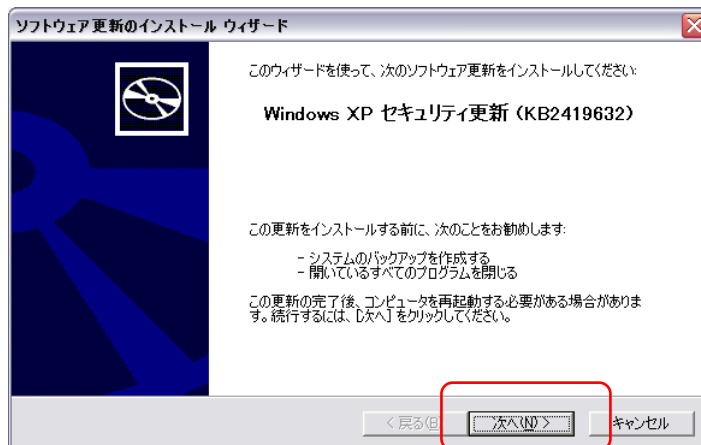 ソフトウェア更新のインストール ウィザード
このウィザードを使って、次のソフトウェア更新をインストールしてください:
Windows XP セキュリティ更新 (KB2419632)
この更新をインストールする前に、次のことをお勧めします:
- システムのバックアップを作成する
- 開いているすべてのプログラムを閉じる
この更新の完了後、コンピュータを再起動する必要がある場合がありま
す。続行するには、[次へ] をクリックしてください。
< 戻る(B) 次へ(N) > キャンセル